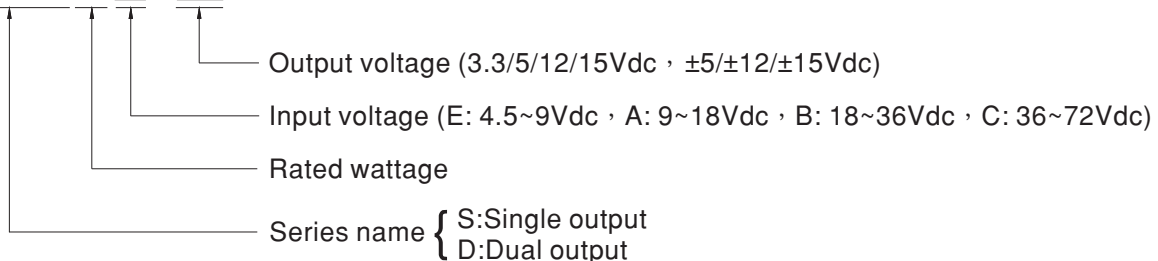 Output voltage (3.3/5/12/15Vdc，±5/±12/±15Vdc)
Input voltage (E: 4.5~9Vdc，A: 9~18Vdc，B: 18~36Vdc，C: 36~72Vdc)
Rated wattage
Series name { S:Single output
D:Dual output